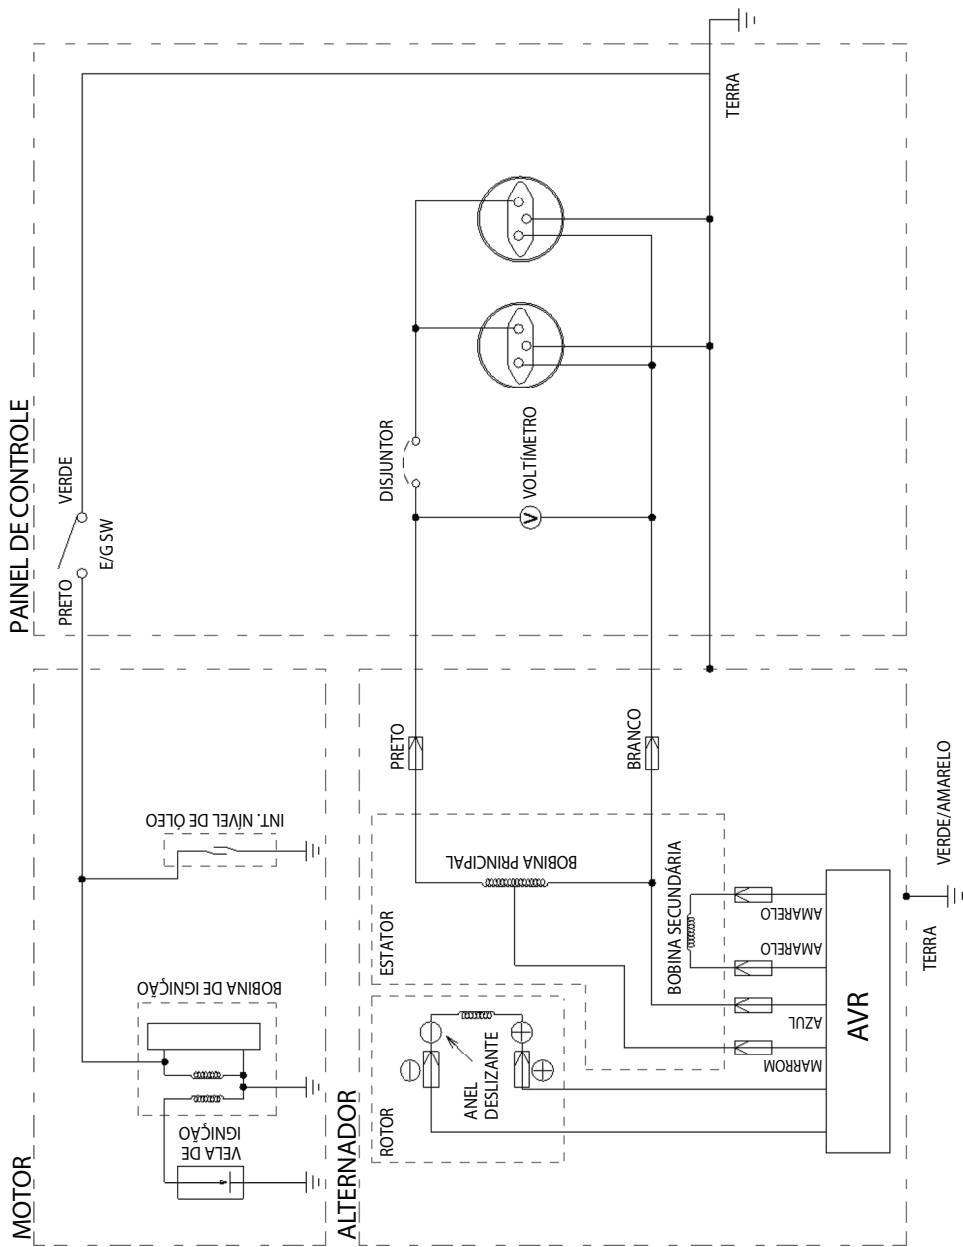 MOTOR
VELA DE
IGNIÇÃO
BOBINA DE IGNIÇÃO
INT. NÍVEL DE ÓLEO
PAINEL DE CONTROLE
PRETO
VERDE
E/G SW
DISJUNTOR
V
VOLTÍMETRO
TERRA
ALTERNADOR
ROTOR
ANEL
DESLIZANTE
ESTATOR
BOBINA PRINCIPAL
BOBINA SECUNDÁRIA
PRETO
BRANCO
MARROM
AZUL
AMARELO
AMARELO
AVR
TERRA
VERDE/AMARELO